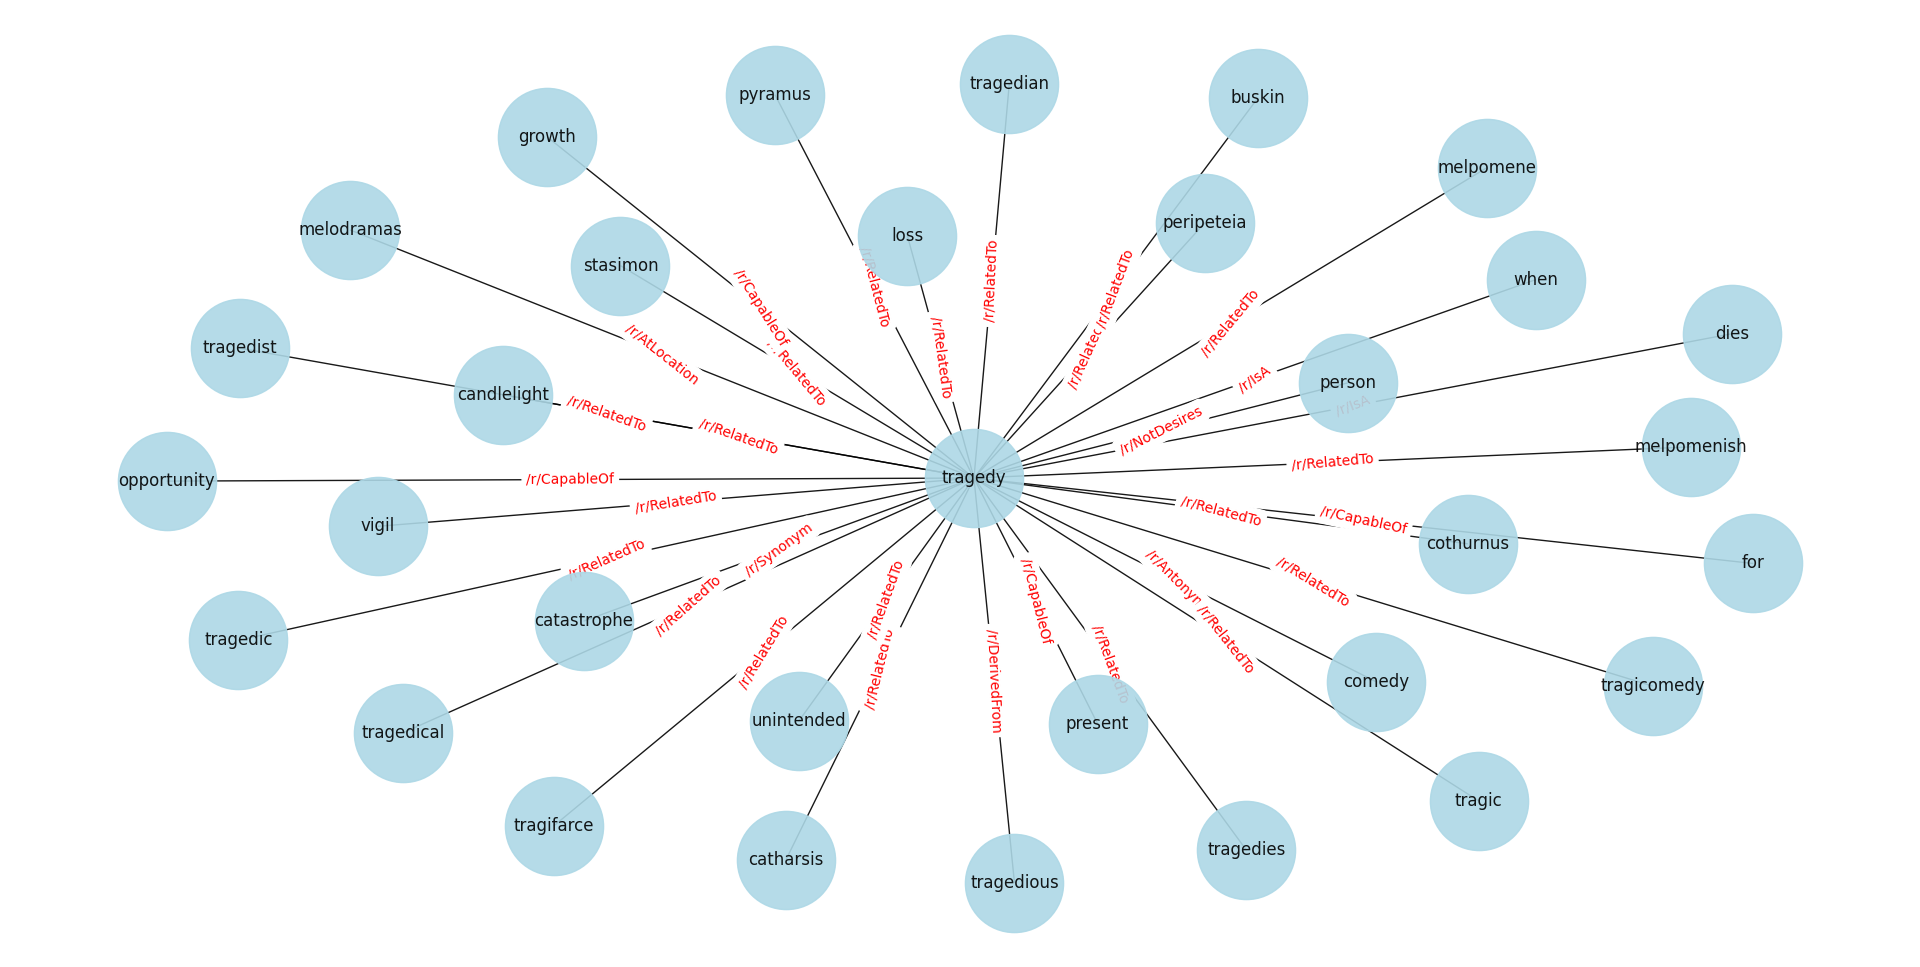 tragedian
pyramus
buskin
growth
melpomene
peripeteia
melodramas
loss
stasimon
when
/r/RelatedTo
/r/RelatedTo
/r/RelatedTo
/r/CapableOf
/r/RelatedTo
dies
tragedist
/r/AtLocation
/r/RelatedTo
/r/IsA
person
candlelight
/r/IsA
/r/RelatedTo
/r/RelatedTo
/r/NotDesires
melpomenish
/r/RelatedTo
tragedy
opportunity
/r/CapableOf
/r/RelatedTo
/r/RelatedTo
/r/CapableOf
vigil
cothurnus
/r/RelatedTo
/r/Synonym
for
/r/RelatedTo
/r/RelatedTo
/r/CapableOf
/r/RelatedTo
catastrophe
/r/RelatedTo
tragedic
/r/RelatedTo
/r/RelatedTo
/r/DerivedFrom
/r/RelatedTo
comedy
tragicomedy
unintended
present
tragedical
tragic
tragifarce
catharsis
tragedies
tragedious